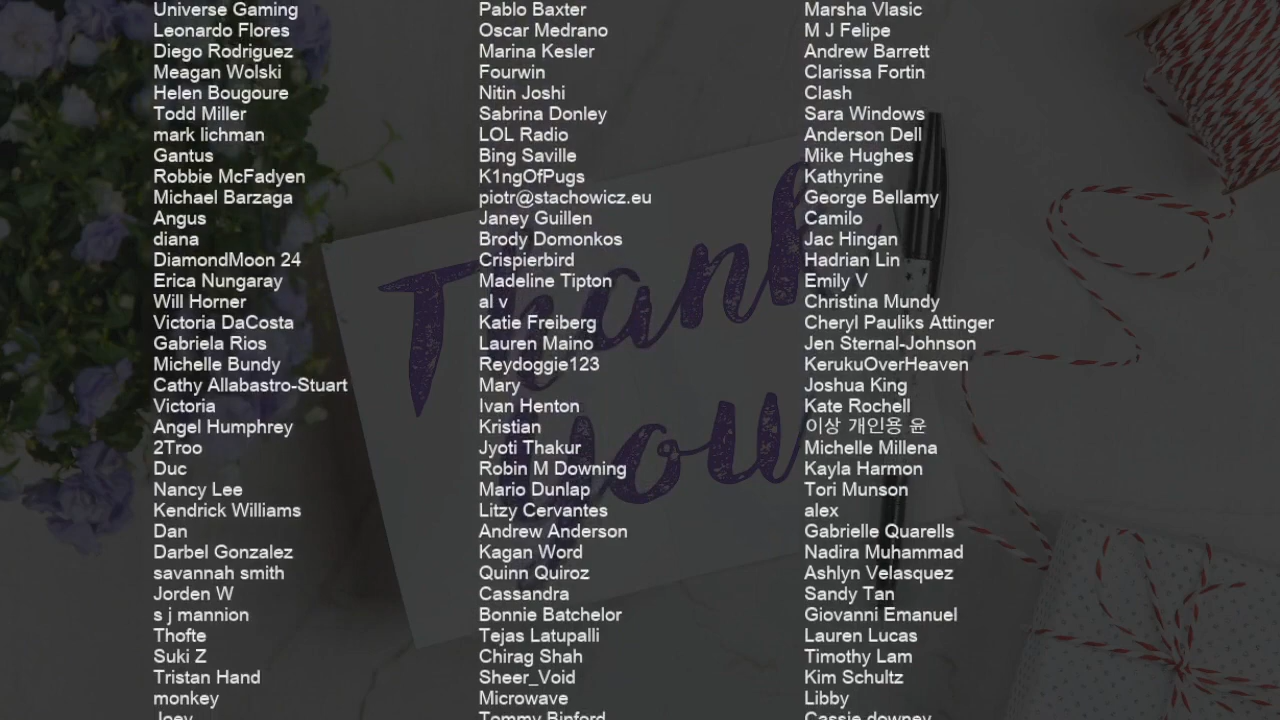 Universe Gaming
Leonardo Flores
Diego Rodriguez
Meagan Wolski
Helen Bougoure
Todd Miller
mark lichman
Gantus
Robbie McFadyen
Michael Barzaga
Angus
diana
DiamondMoon 24
Erica Nungaray
Will Horner
Victoria DaCosta
Gabriela Rios
Michelle Bundy
Cathy Allabastro-Stuart
Victoria
Angel Humphrey
2Troo
Duc
Nancy Lee
Kendrick Williams
Dan
Darbel Gonzalez
savannah smith
Jorden W
s j mannion
Thofte
Suki Z
Tristan Hand
monkey
Joey
Pablo Baxter
Oscar Medrano
Marina Kesler
Fourwin
Nitin Joshi
Sabrina Donley
LOL Radio
Bing Saville
K1ngOfPugs
piotr@stachowicz.eu
Janey Guillen
Brody Domonkos
Crispierbird
Madeline Tipton
al v
Katie Freiberg
Lauren Maino
Reydoggie123
Mary
Ivan Henton
Kristian
Jyoti Thakur
Robin M Downing
Mario Dunlap
Litzy Cervantes
Andrew Anderson
Kagan Word
Quinn Quiroz
Cassandra
Bonnie Batchelor
Tejas Latupalli
Chirag Shah
Sheer_Void
Microwave
Tommy Binford
Marsha Vlasic
M J Felipe
Andrew Barrett
Clarissa Fortin
Clash
Sara Windows
Anderson Dell
Mike Hughes
Kathyrine
George Bellamy
Camilo
Jac Hingan
Hadrian Lin
Emily V
Christina Mundy
Cheryl Pauliks Attinger
Jen Sternal-Johnson
KerukuOverHeaven
Joshua King
Kate Rochell
이상 개인용 윤
Michelle Millena
Kayla Harmon
Tori Munson
alex
Gabrielle Quarells
Nadira Muhammad
Ashlyn Velasquez
Sandy Tan
Giovanni Emanuel
Lauren Lucas
Timothy Lam
Kim Schultz
Libby
Cassie downey
Thank
you